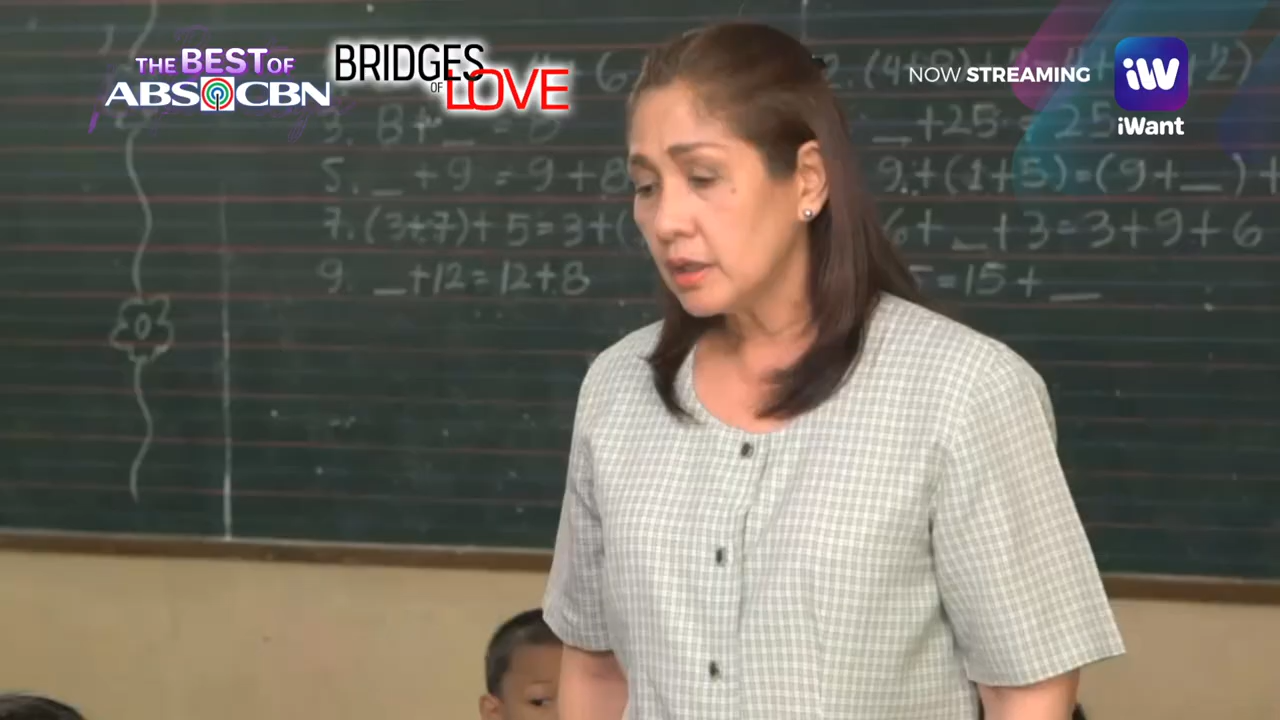 THE BEST OF
ABS CBN
BRIDGES
OF
LOVE
NOW STREAMING
iW
iWant
3. 8+_ = 8
_+25 = 25
5. _+9 = 9+8
9+(1+5)=(9+_)+
7. (3+7)+5=3+(
6+_+3=3+9+6
9. _+12=12+8
=15+_